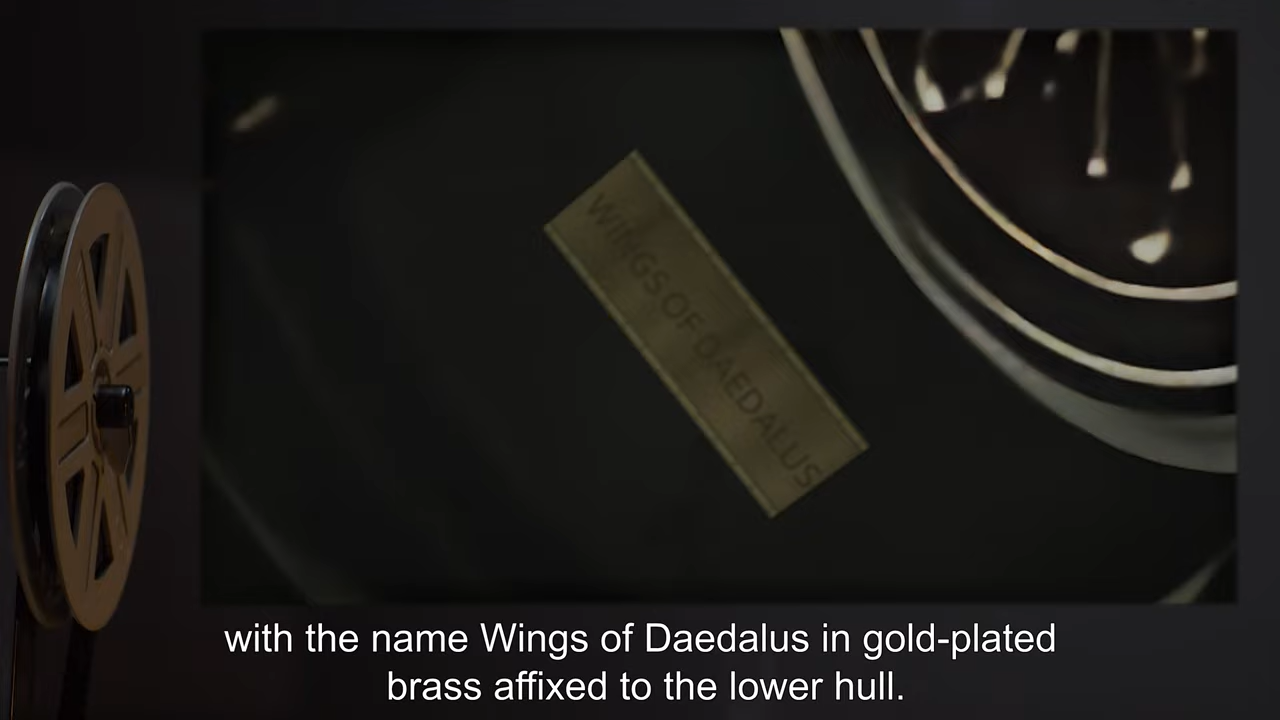 WINGS OF DAEDALUS
with the name Wings of Daedalus in gold-plated
brass affixed to the lower hull.